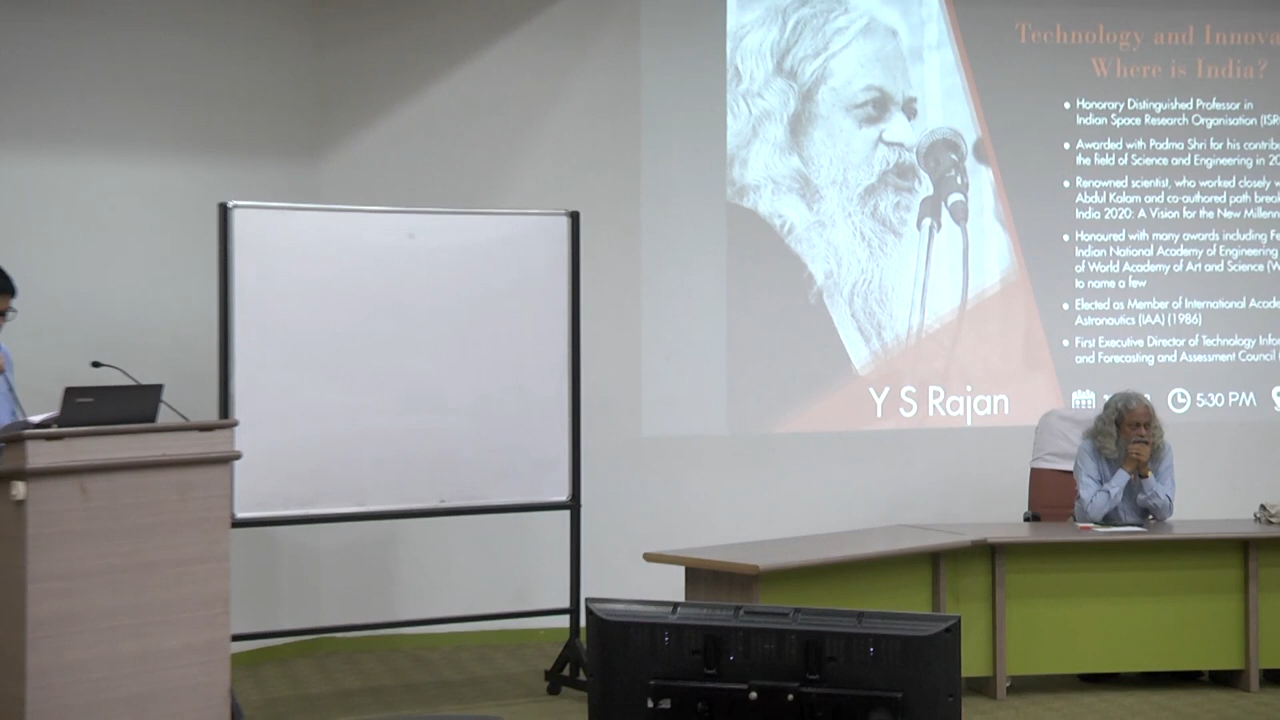 Technology and Innova
Where is India?
Honorary Distinguished Professor in
Indian Space Research Organisation (ISR
Awarded with Padma Shri for his contrib
the field of Science and Engineering in 20
Renowned scientist, who worked closely w
Abdul Kalam and co-authored path break
India 2020: A Vision for the New Millenn
Honoured with many awards including Fe
Indian National Academy of Engineering
of World Academy of Art and Science (W
to name a few
Elected as Member of International Acade
Astronautics (IAA) (1986)
First Executive Director of Technology Info
and Forecasting and Assessment Council
Y S Rajan
5:30 PM